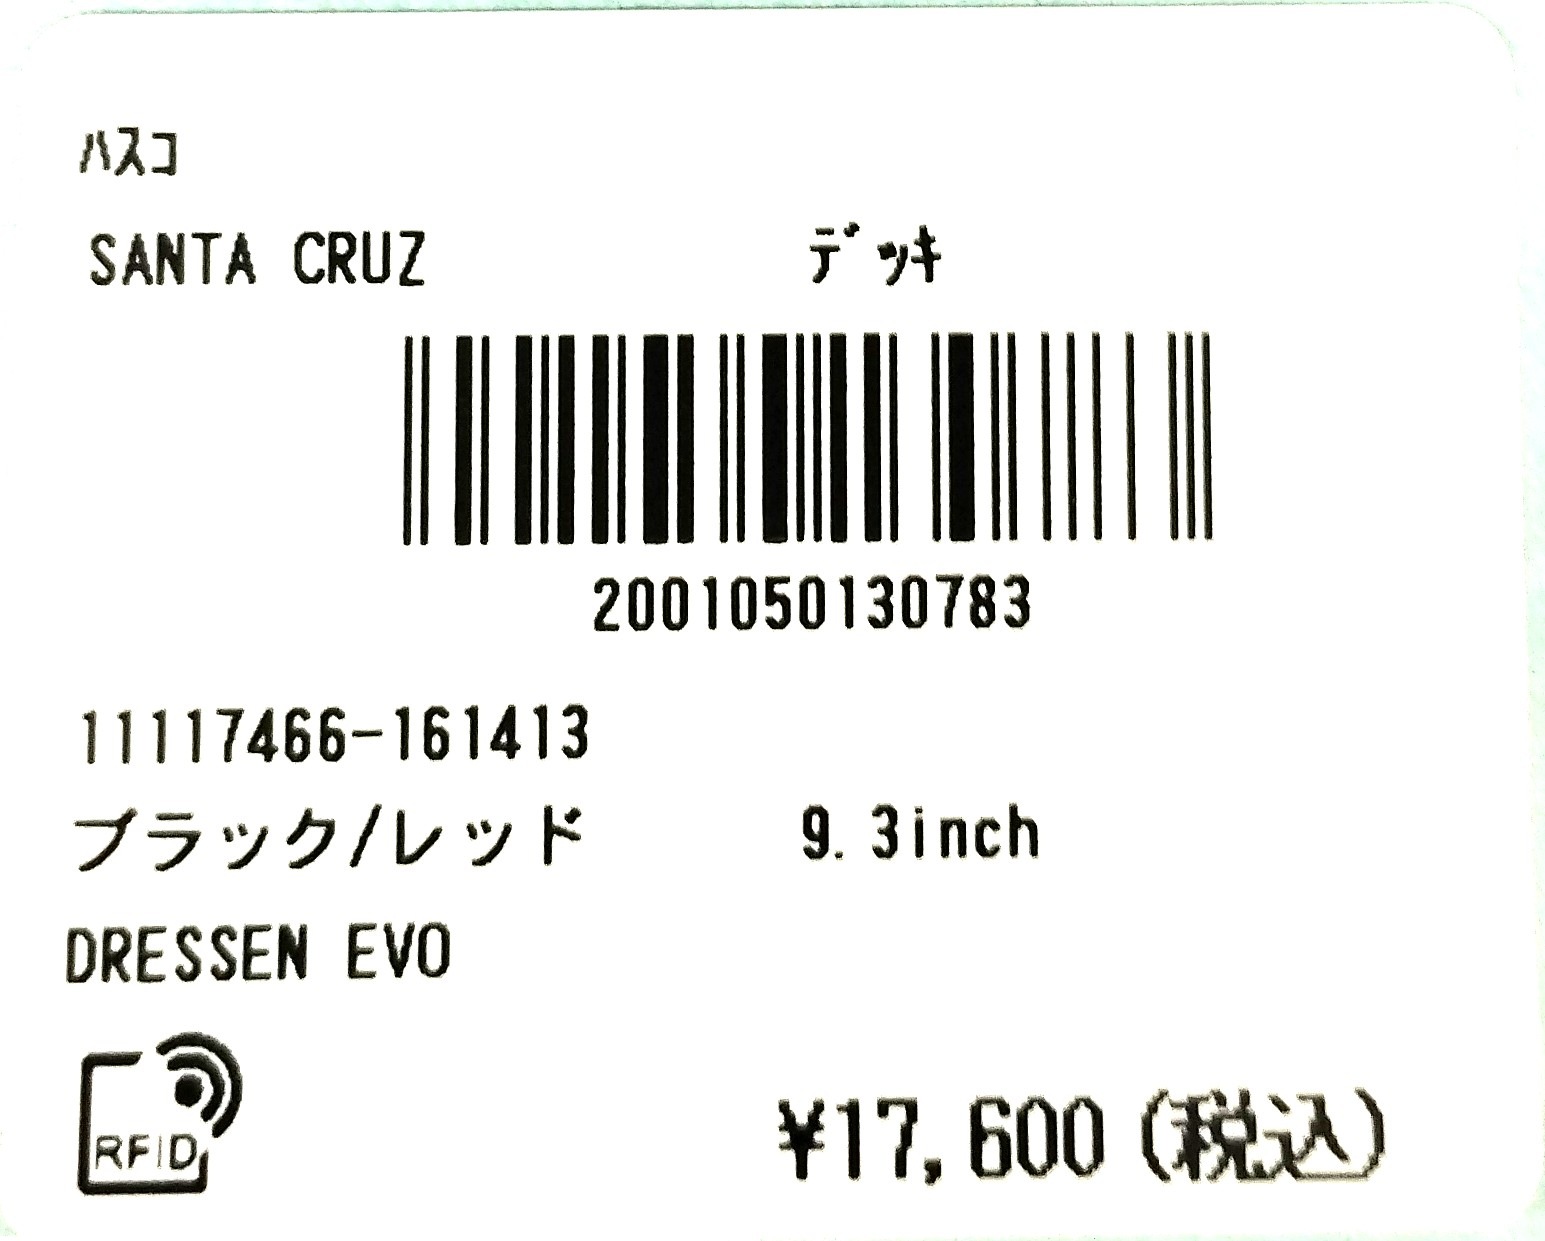 ﾊｽｺ
SANTA CRUZ ﾃﾞｯｷ
2001050130783
11117466-161413
ブラック/レッド 9.3inch
DRESSEN EVO
RFID
¥17,600(税込)